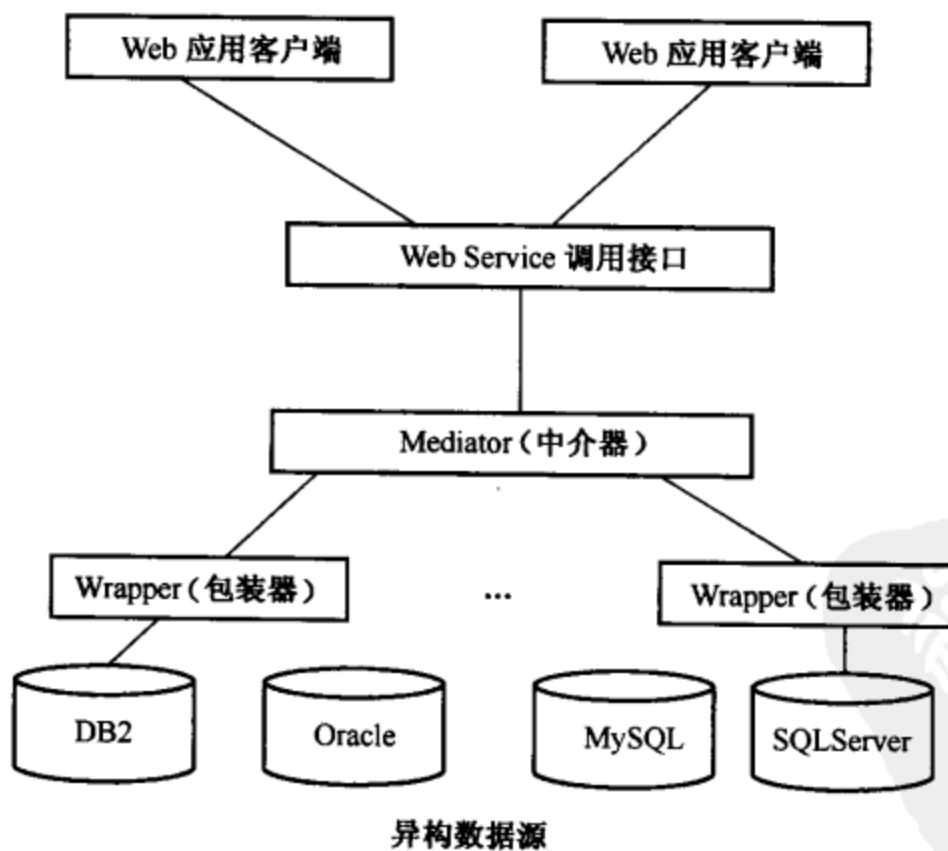 Web 应用客户端
Web 应用客户端
Web Service 调用接口
Mediator（中介器）
Wrapper（包装器）
...
Wrapper（包装器）
DB2
Oracle
MySQL
SQLServer
异构数据源